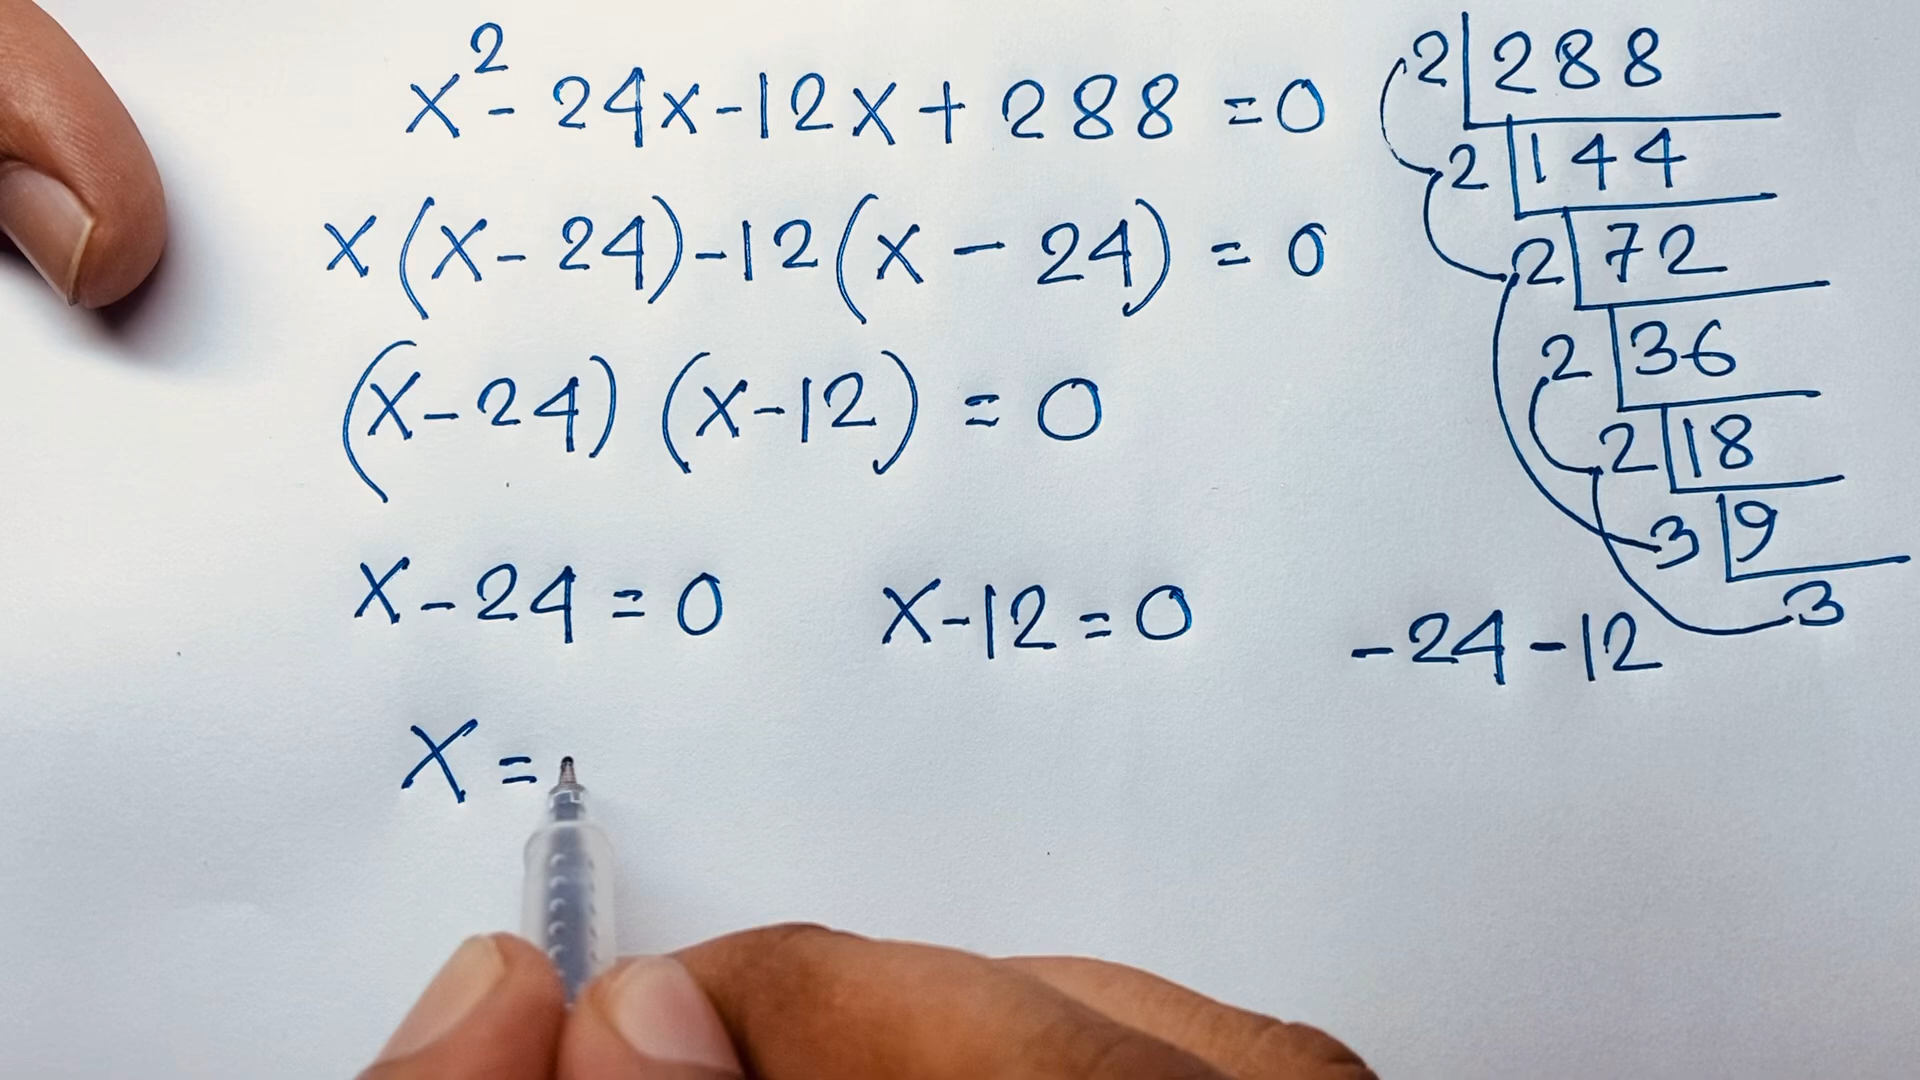 x² - 24x - 12x + 288 = 0
x(x - 24) - 12(x - 24) = 0
(x - 24) (x - 12) = 0
x - 24 = 0 x - 12 = 0
x =
2 | 288
2 | 144
2 | 72
2 | 36
2 | 18
3 | 9
3
- 24 - 12